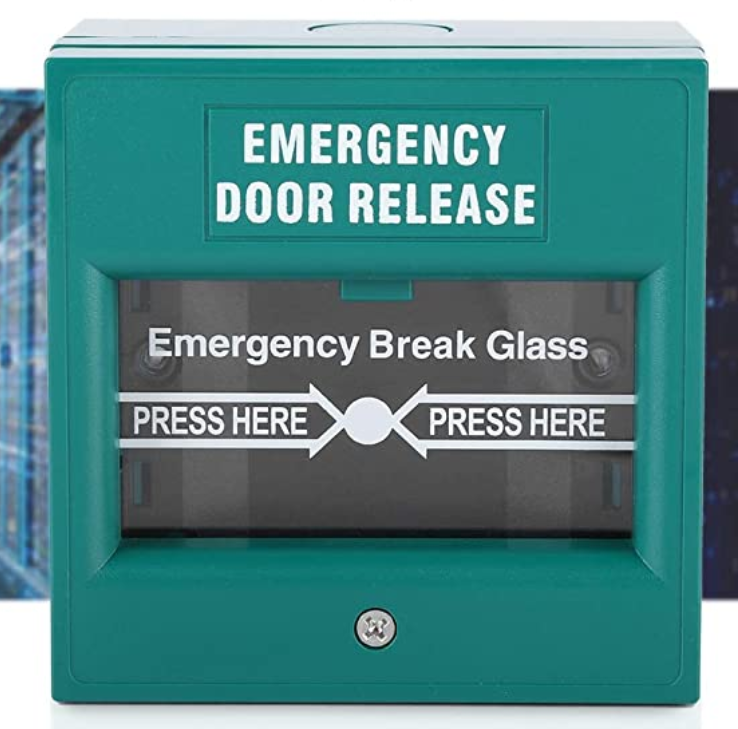 EMERGENCY
DOOR RELEASE
Emergency Break Glass
PRESS HERE PRESS HERE